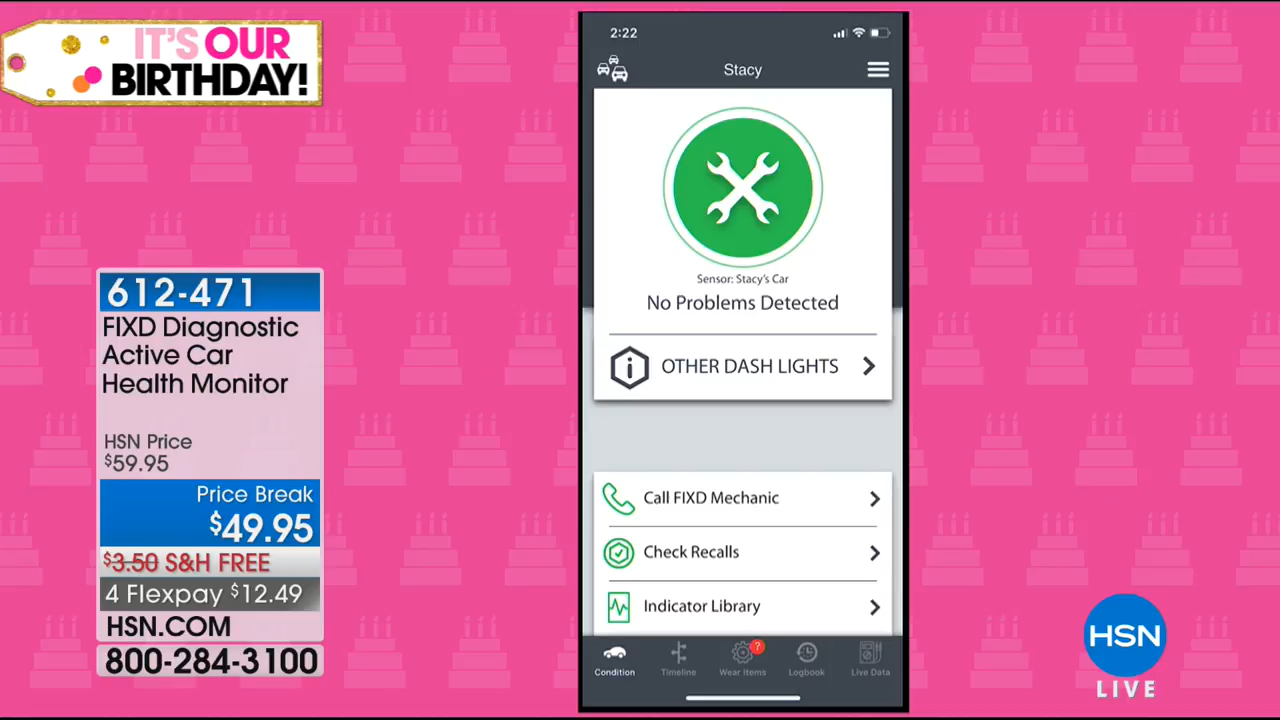 IT'S OUR
BIRTHDAY!
612-471
FIXD Diagnostic
Active Car
Health Monitor
HSN Price
$59.95
Price Break
$49.95
$3.50 S&H FREE
4 Flexpay $12.49
HSN.COM
800-284-3100
2:22
Stacy
Sensor: Stacy's Car
No Problems Detected
i OTHER DASH LIGHTS
Call FIXD Mechanic
Check Recalls
Indicator Library
?
Condition Timeline Wear Items Logbook Live Data
HSN
LIVE